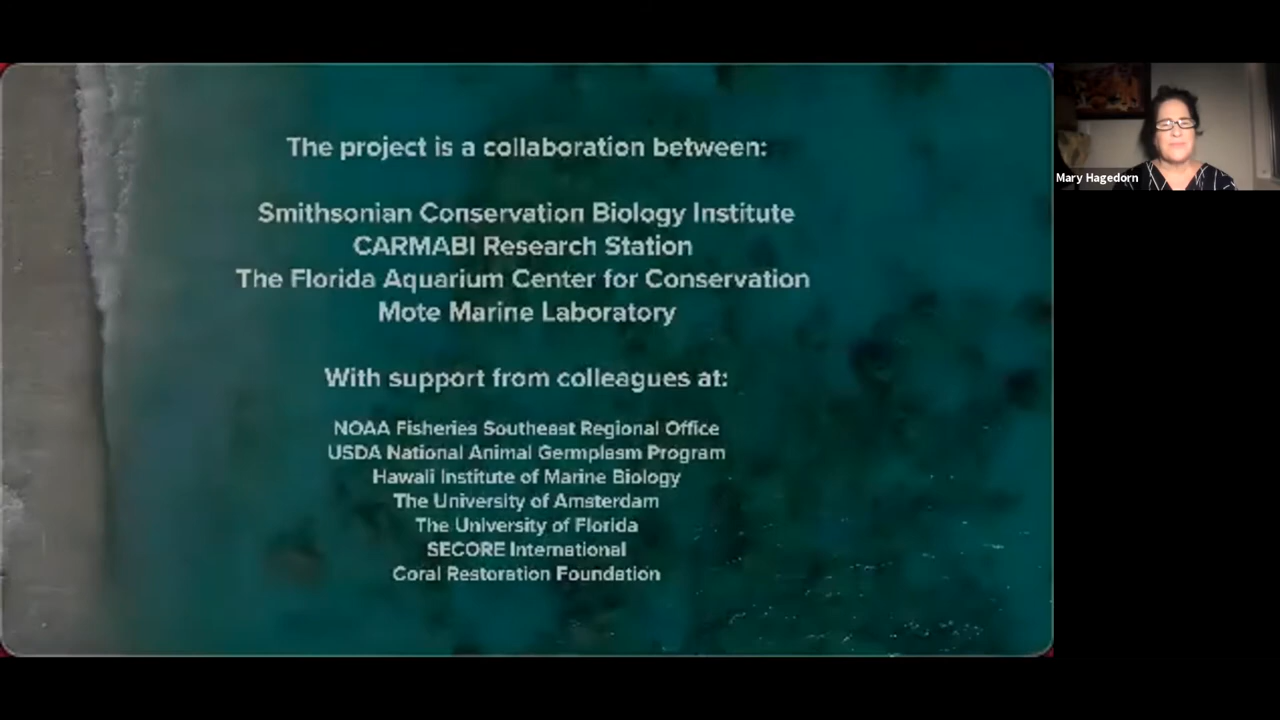 The project is a collaboration between:
Smithsonian Conservation Biology Institute
CARMABI Research Station
The Florida Aquarium Center for Conservation
Mote Marine Laboratory
With support from colleagues at:
NOAA Fisheries Southeast Regional Office
USDA National Animal Germplasm Program
Hawaii Institute of Marine Biology
The University of Amsterdam
The University of Florida
SECORE International
Coral Restoration Foundation
Mary Hagedorn